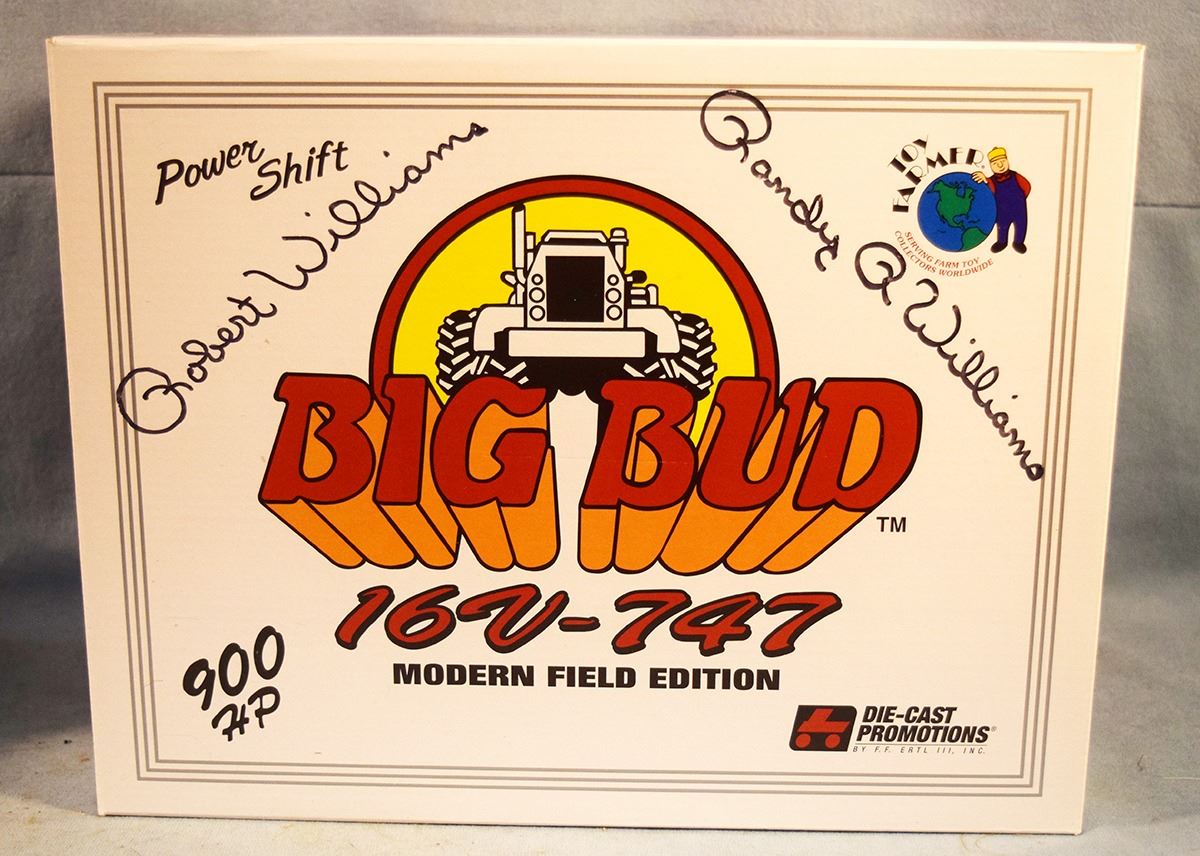 Power Shift
Robert Williams
Randy Q Williams
TOY FARMER®
SERVING FARM TOY
COLLECTORS WORLDWIDE
BIG BUD
TM
16V-747
MODERN FIELD EDITION
900
HP
DIE-CAST
PROMOTIONS®
BY F.F. ERTL III, INC.